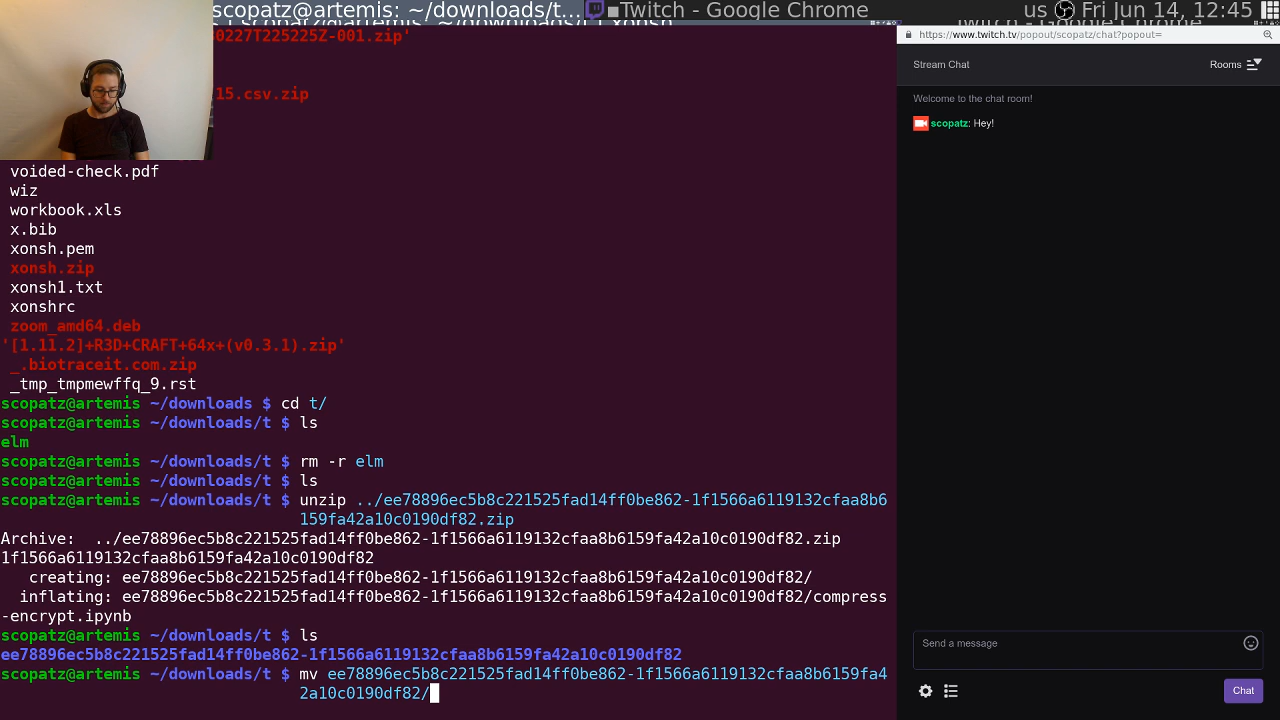 scopatz@artemis: ~/downloads/t...
Twitch - Google Chrome
us
Fri Jun 14, 12:45
0227T225225Z-001.zip'
15.csv.zip
voided-check.pdf
wiz
workbook.xls
x.bib
xonsh.pem
xonsh.zip
xonsh1.txt
xonshrc
zoom_amd64.deb
'[1.11.2]+R3D+CRAFT+64x+(v0.3.1).zip'
_.biotraceit.com.zip
_tmp_tmpmewffq_9.rst
scopatz@artemis ~/downloads $ cd t/
scopatz@artemis ~/downloads/t $ ls
elm
scopatz@artemis ~/downloads/t $ rm -r elm
scopatz@artemis ~/downloads/t $ ls
scopatz@artemis ~/downloads/t $ unzip ../ee78896ec5b8c221525fad14ff0be862-1f1566a6119132cfaa8b6
159fa42a10c0190df82.zip
Archive:  ../ee78896ec5b8c221525fad14ff0be862-1f1566a6119132cfaa8b6159fa42a10c0190df82.zip
1f1566a6119132cfaa8b6159fa42a10c0190df82
creating: ee78896ec5b8c221525fad14ff0be862-1f1566a6119132cfaa8b6159fa42a10c0190df82/
inflating: ee78896ec5b8c221525fad14ff0be862-1f1566a6119132cfaa8b6159fa42a10c0190df82/compress
-encrypt.ipynb
scopatz@artemis ~/downloads/t $ ls
ee78896ec5b8c221525fad14ff0be862-1f1566a6119132cfaa8b6159fa42a10c0190df82
scopatz@artemis ~/downloads/t $ mv ee78896ec5b8c221525fad14ff0be862-1f1566a6119132cfaa8b6159fa4
2a10c0190df82/
https://www.twitch.tv/popout/scopatz/chat?popout=
Stream Chat
Rooms
Welcome to the chat room!
scopatz: Hey!
Send a message
Chat